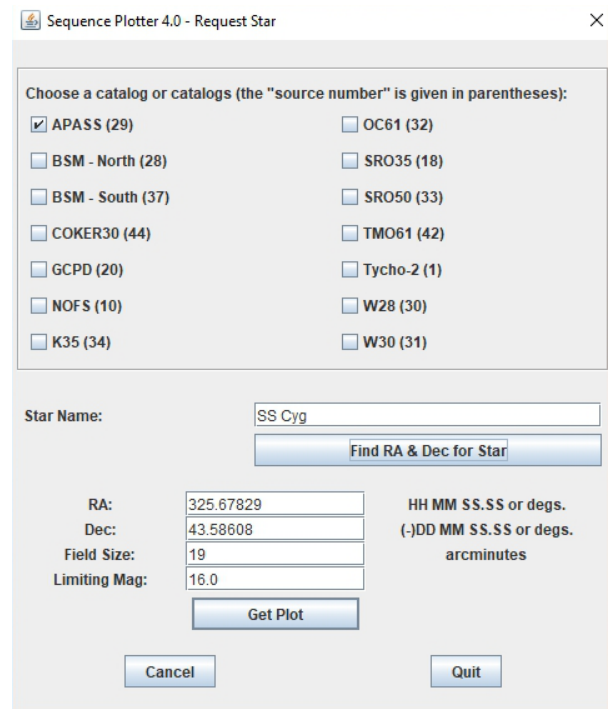 Sequence Plotter 4.0 - Request Star
Choose a catalog or catalogs (the "source number" is given in parentheses):
APASS (29) OC61 (32)
BSM - North (28) SRO35 (18)
BSM - South (37) SRO50 (33)
COKER30 (44) TMO61 (42)
GCPD (20) Tycho-2 (1)
NOFS (10) W28 (30)
K35 (34) W30 (31)
Star Name: SS Cyg
Find RA & Dec for Star
RA: 325.67829 HH MM SS.SS or degs.
Dec: 43.58608 (-)DD MM SS.SS or degs.
Field Size: 19 arcminutes
Limiting Mag: 16.0
Get Plot
Cancel Quit